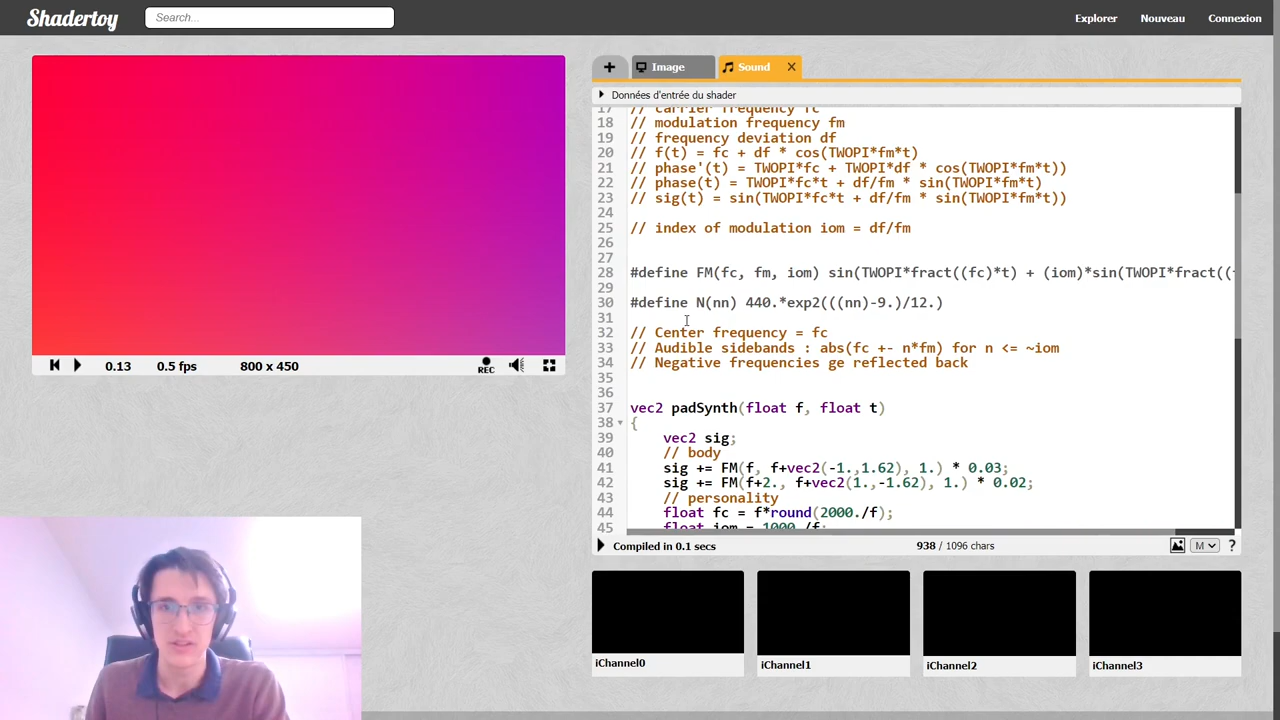 Shadertoy
Search...
Explorer
Nouveau
Connexion
Image
Sound
Données d'entrée du shader
17 // carrier frequency fc
18 // modulation frequency fm
19 // frequency deviation df
20 // f(t) = fc + df * cos(TWOPI*fm*t)
21 // phase'(t) = TWOPI*fc + TWOPI*df * cos(TWOPI*fm*t))
22 // phase(t) = TWOPI*fc*t + df/fm * sin(TWOPI*fm*t)
23 // sig(t) = sin(TWOPI*fc*t + df/fm * sin(TWOPI*fm*t))
24
25 // index of modulation iom = df/fm
26
27
28 #define FM(fc, fm, iom) sin(TWOPI*fract((fc)*t) + (iom)*sin(TWOPI*fract((
29
30 #define N(nn) 440.*exp2(((nn)-9.)/12.)
31
32 // Center frequency = fc
33 // Audible sidebands : abs(fc +- n*fm) for n <= ~iom
34 // Negative frequencies ge reflected back
35
36
37 vec2 padSynth(float f, float t)
38 {
39 vec2 sig;
40 // body
41 sig += FM(f, f+vec2(-1.,1.62), 1.) * 0.03;
42 sig += FM(f+2., f+vec2(1.,-1.62), 1.) * 0.02;
43 // personality
44 float fc = f*round(2000./f);
45 float iom = 1000./f;
0.13
0.5 fps
800 x 450
REC
Compiled in 0.1 secs
938 / 1096 chars
M
?
iChannel0
iChannel1
iChannel2
iChannel3